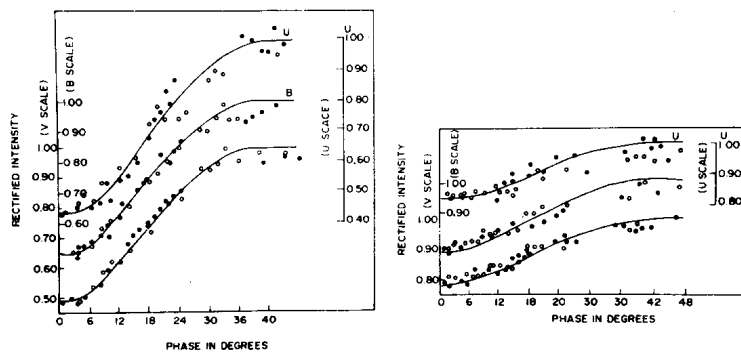 U
U
1.00
0.90
B
0.80
0.70
0.60
0.50
0.40
(U SCACE)
RECTIFIED INTENSITY
(V SCALE)
(B SCALE)
1.00
0.90
0.80
0.70
0.60
1.00
0.90
0.80
0.70
0.60
0.50
0 6 12 18 24 30 36 40
PHASE IN DEGREES
RECTIFIED INTENSITY
(V SCALE)
(B SCALE)
1.00
0.90
1.00
0.90
0.80
U
U
1.00
0.90
0.80
(U SCALE)
0 6 12 18 30 36 42 48
PHASE IN DEGREES